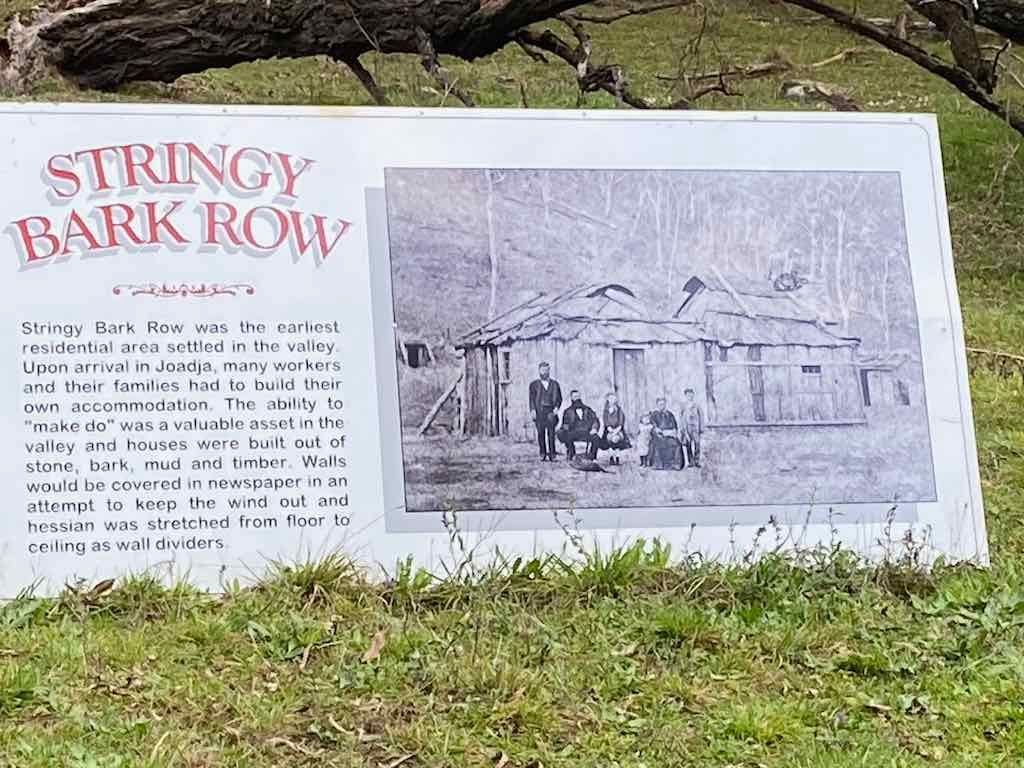 STRINGY
BARK ROW
Stringy Bark Row was the earliest
residential area settled in the valley.
Upon arrival in Joadja, many workers
and their families had to build their
own accommodation. The ability to
"make do" was a valuable asset in the
valley and houses were built out of
stone, bark, mud and timber. Walls
would be covered in newspaper in an
attempt to keep the wind out and
hessian was stretched from floor to
ceiling as wall dividers.